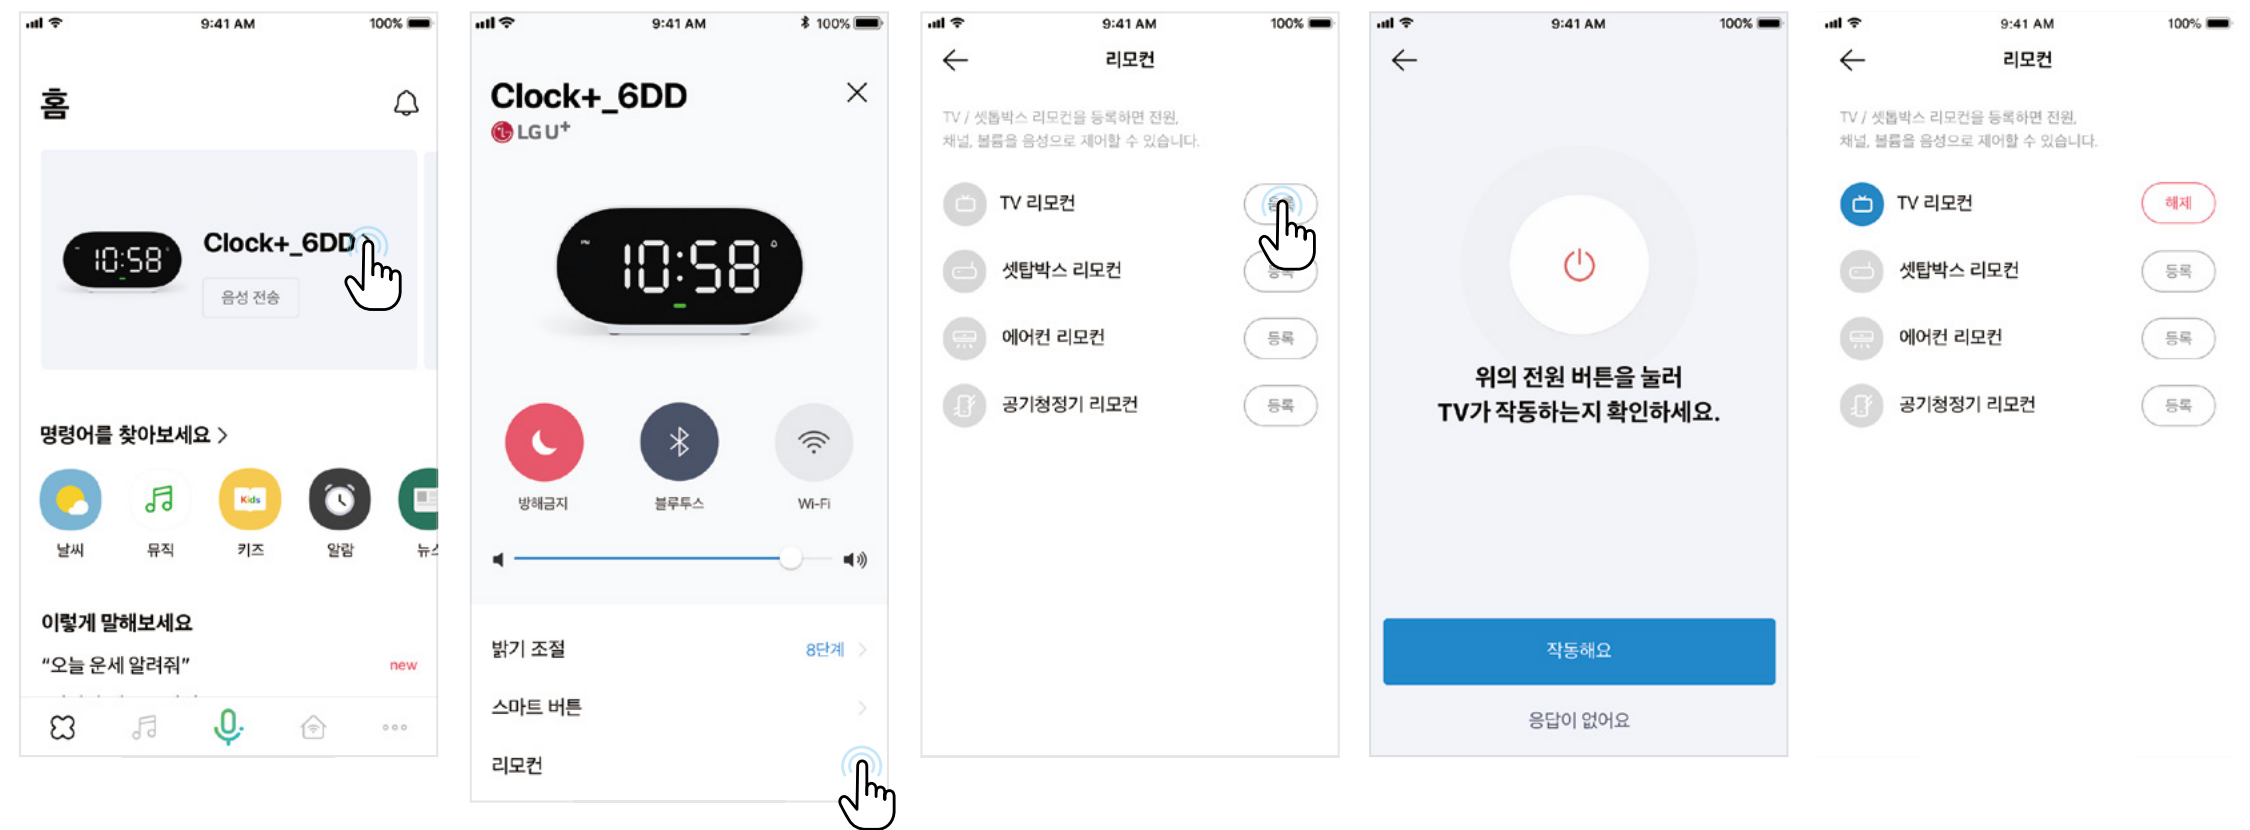 9:41 AM
100%
홈
10:58
Clock+_6DD
음성 전송
명령어를 찾아보세요 >
Kids
날씨
뮤직
키즈
알람
이렇게 말해보세요
“오늘 운세 알려줘”
new
9:41 AM
100%
Clock+_6DD
LG U+
PM
10:58
방해금지
블루투스
Wi-Fi
밝기 조절
8단계 >
스마트 버튼
>
리모컨
9:41 AM
100%
리모컨
TV / 셋톱박스 리모컨을 등록하면 전원,
채널, 볼륨을 음성으로 제어할 수 있습니다.
TV 리모컨
셋탑박스 리모컨
등록
에어컨 리모컨
등록
공기청정기 리모컨
등록
9:41 AM
100%
위의 전원 버튼을 눌러
TV가 작동하는지 확인하세요.
작동해요
응답이 없어요
9:41 AM
100%
리모컨
TV / 셋톱박스 리모컨을 등록하면 전원,
채널, 볼륨을 음성으로 제어할 수 있습니다.
TV 리모컨
해제
셋탑박스 리모컨
등록
에어컨 리모컨
등록
공기청정기 리모컨
등록